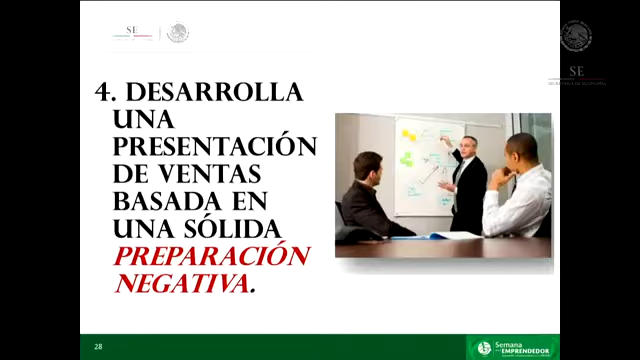 SE
SE
4. DESARROLLA
UNA
PRESENTACIÓN
DE VENTAS
BASADA EN
UNA SÓLIDA
PREPARACIÓN
NEGATIVA.
28
Semana
EMPRENDEDOR